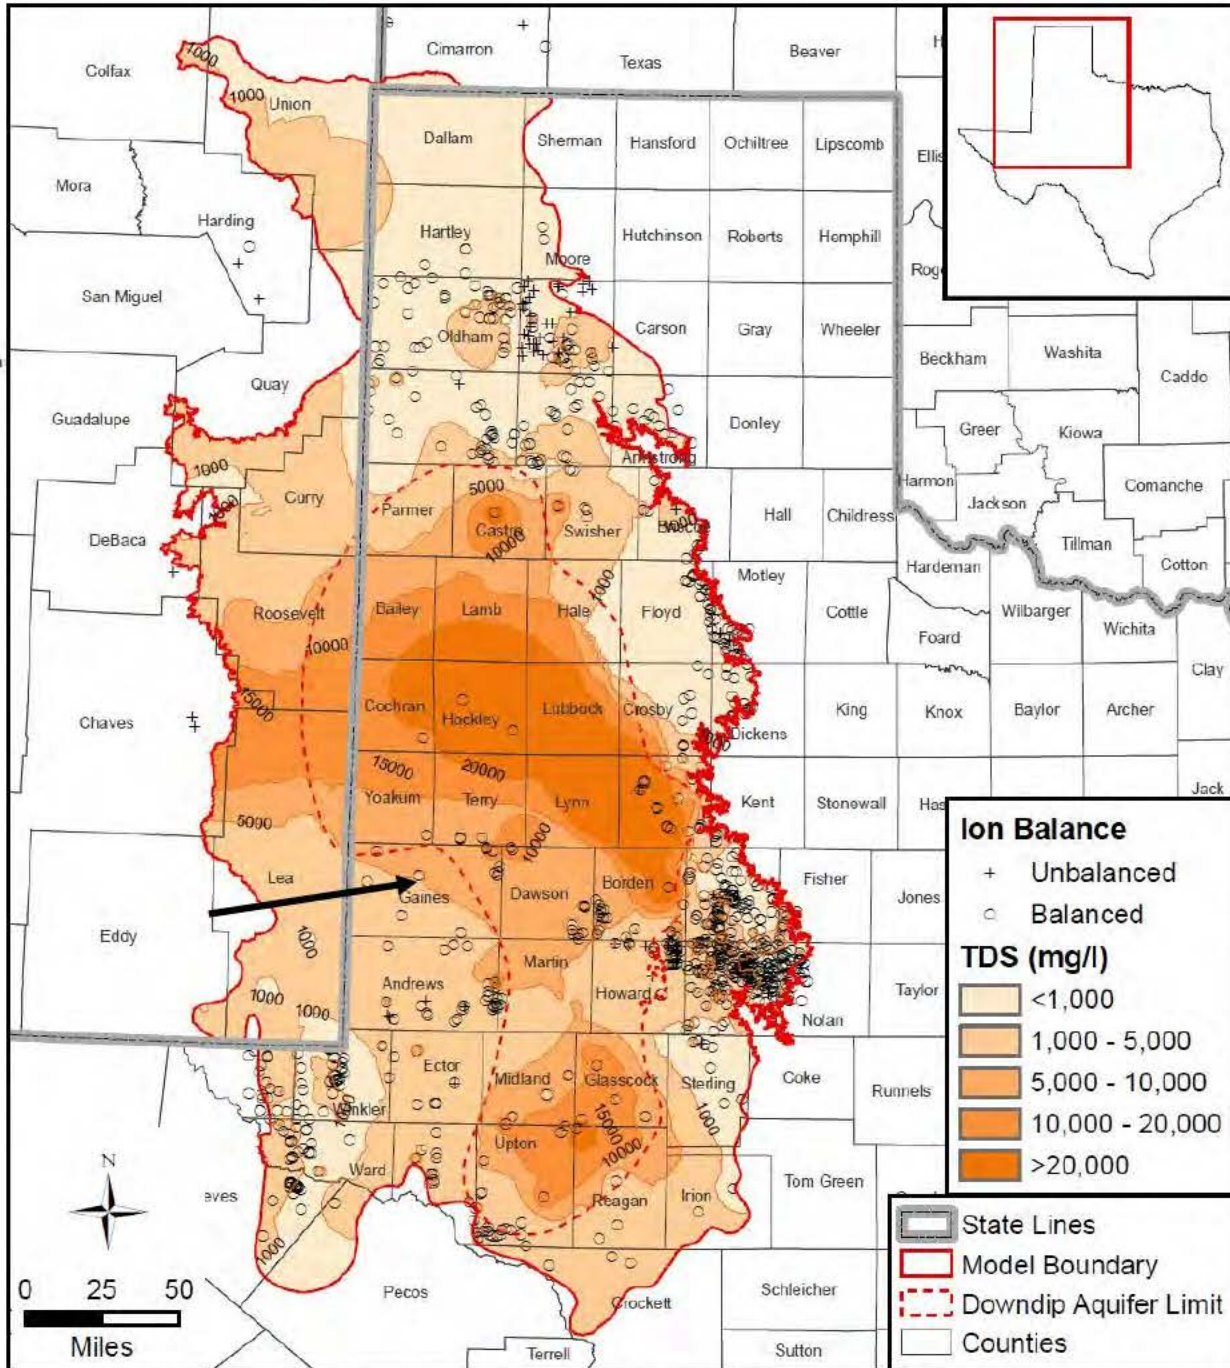 Cimarron
Texas
Beaver
Colfax
1000
1000
Union
Dallam
Sherman
Hansford
Ochiltree
Lipscomb
Ellis
Mora
Harding
Hartley
Hutchinson
Roberts
Hemphill
Moore
San Miguel
Oldham
Carson
Gray
Wheeler
Beckham
Washita
Caddo
Quay
Guadalupe
Donley
Greer
Kiowa
Armstrong
1000
Curry
Parmer
5000
Castro
10000
Swisher
Hall
Childress
Harmon
Jackson
Comanche
1000
DeBaca
Tillman
Cotton
Hardeman
Motley
1000
Roosevelt
Bailey
Lamb
Hale
Floyd
Cottle
Foard
Wilbarger
Wichita
Clay
10000
15000
Chaves
Cochran
Hockley
Lubbock
Crosby
Dickens
King
Knox
Baylor
Archer
15000
20000
Yoakum
Terry
Lynn
Kent
Stonewall
Has
Jack
5000
10000
Lea
Gaines
Dawson
Borden
Fisher
Jones
Eddy
1000
Martin
Andrews
Howard
Taylor
Nolan
1000
1000
Ector
Midland
Glasscock
Sterling
Coke
Runnels
Winkler
1000
15000
10000
1000
Upton
Ward
Reagan
Irion
Tom Green
eves
1000
Pecos
Crockett
Schleicher
Terrell
Sutton
Ion Balance
Unbalanced
Balanced
TDS (mg/l)
<1,000
1,000 - 5,000
5,000 - 10,000
10,000 - 20,000
>20,000
State Lines
Model Boundary
Downdip Aquifer Limit
Counties
N
0 25 50
Miles